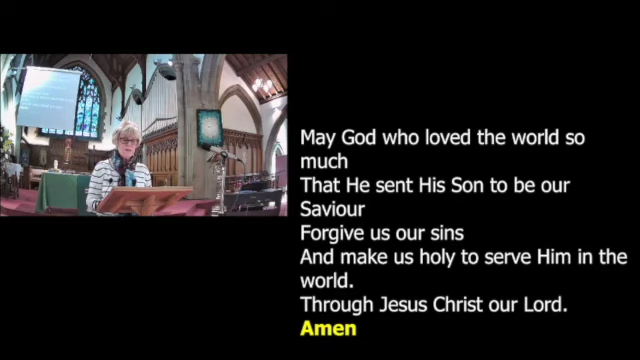 May God who loved the world so
much
That He sent His Son to be our
Saviour
Forgive us our sins
And make us holy to serve Him in the
world.
Through Jesus Christ our Lord.
Amen